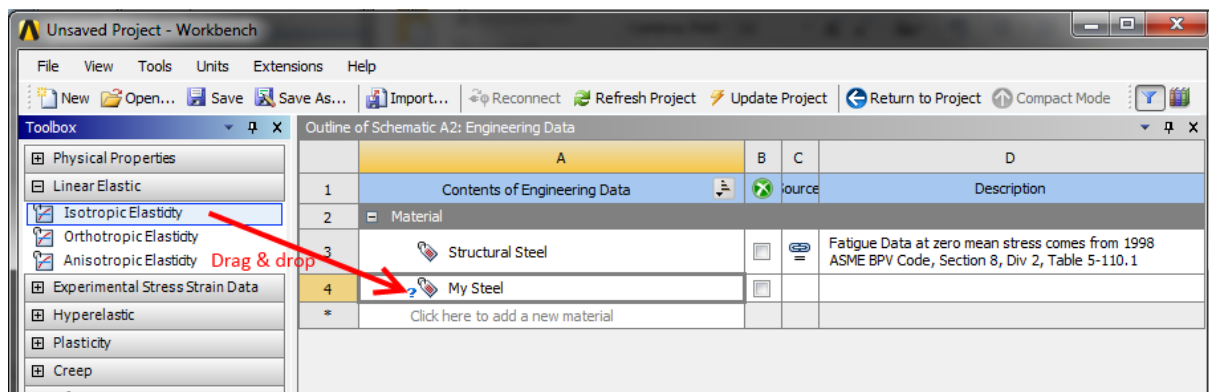 Unsaved Project - Workbench
File View Tools Units Extensions Help
New Open... Save Save As... Import... Reconnect Refresh Project Update Project Return to Project Compact Mode
Toolbox
Physical Properties
Linear Elastic
Isotropic Elasticity
Orthotropic Elasticity
Anisotropic Elasticity
Experimental Stress Strain Data
Hyperelastic
Plasticity
Creep
Drag & drop
Outline of Schematic A2: Engineering Data
A B C D
1 Contents of Engineering Data ource Description
2 Material
3 Structural Steel Fatigue Data at zero mean stress comes from 1998
ASME BPV Code, Section 8, Div 2, Table 5-110.1
4 ? My Steel
* Click here to add a new material